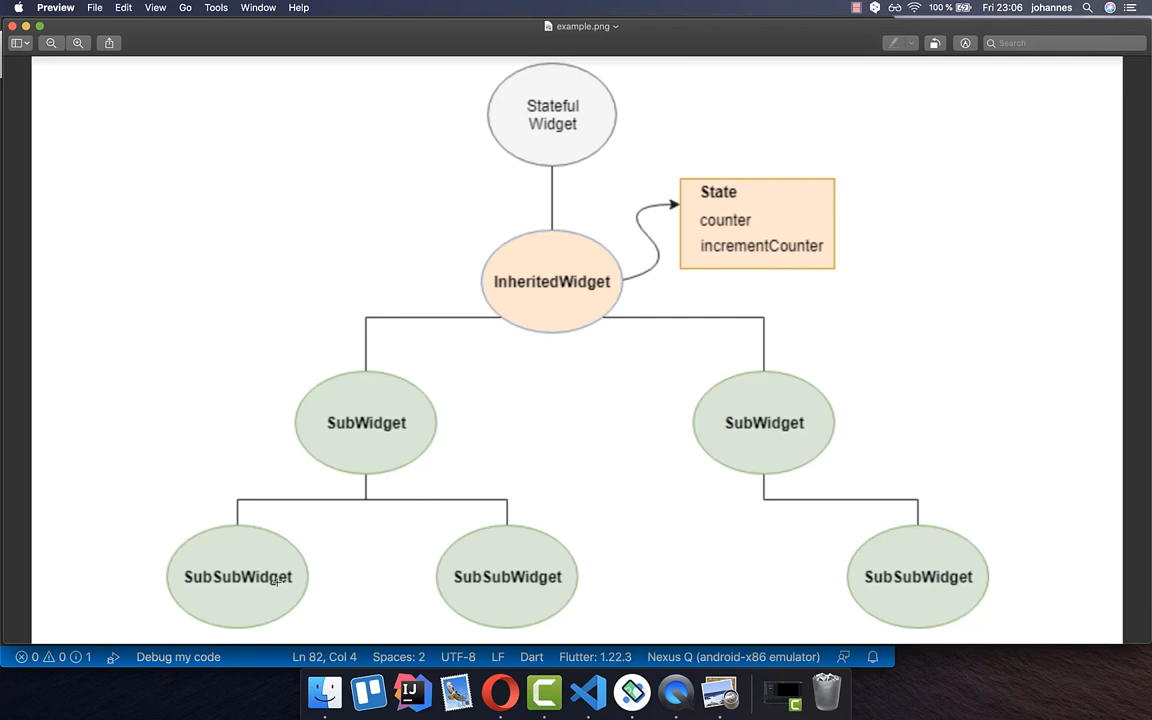 Preview File Edit View Go Tools Window Help 100 % Fri 23:06 johannes
example.png
Search
Stateful
Widget
State
counter
incrementCounter
InheritedWidget
SubWidget SubWidget
SubSubWidget SubSubWidget SubSubWidget
0 0 1 Debug my code Ln 82, Col 4 Spaces: 2 UTF-8 LF Dart Flutter: 1.22.3 Nexus Q (android-x86 emulator)
IJ